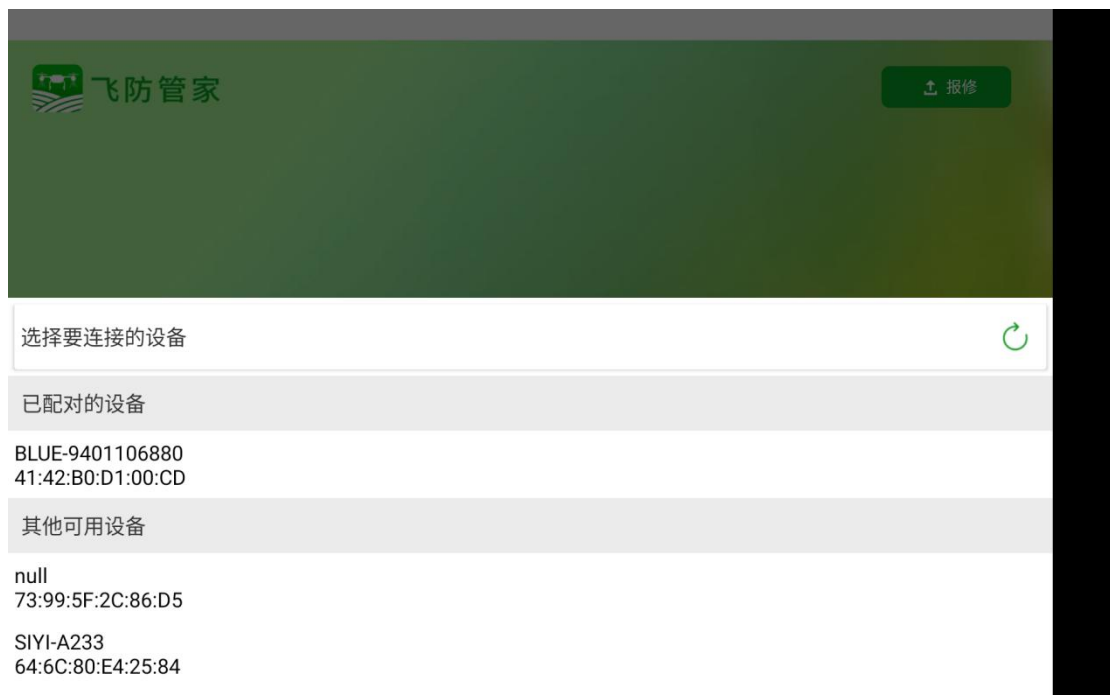 飞防管家
报修
选择要连接的设备
已配对的设备
BLUE-9401106880
41:42:B0:D1:00:CD
其他可用设备
null
73:99:5F:2C:86:D5
SIYI-A233
64:6C:80:E4:25:84